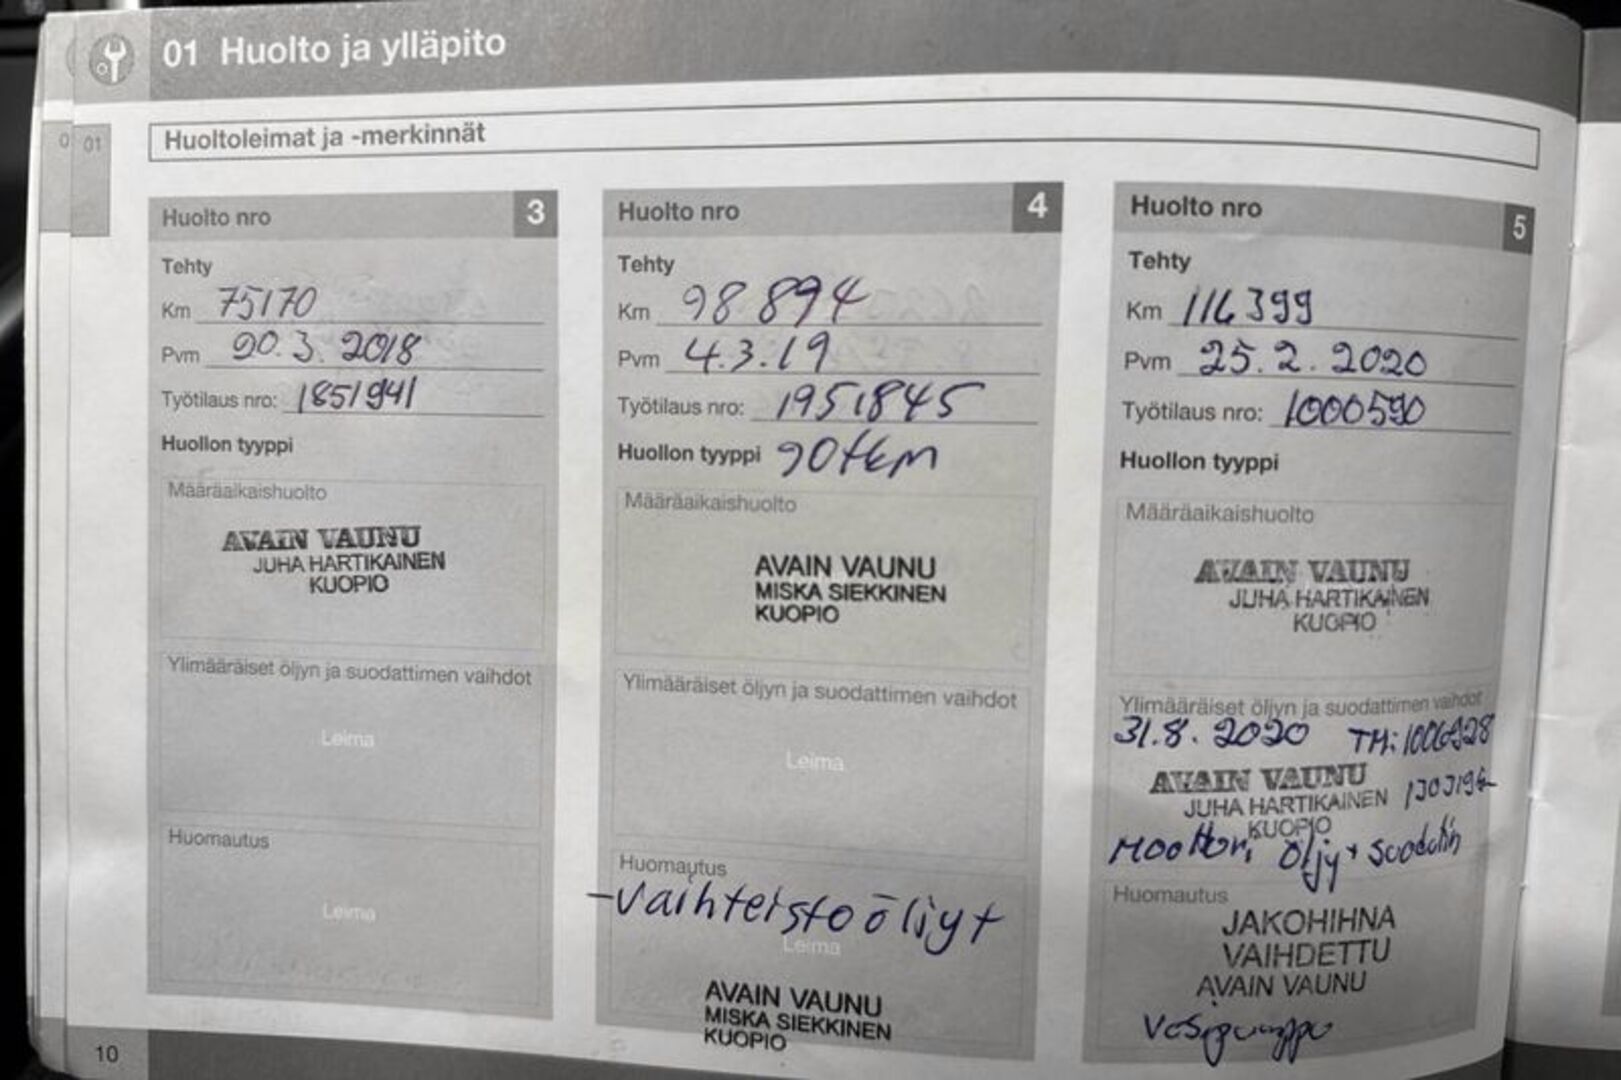 01 Huolto ja ylläpito
0 01
Huoltoleimat ja -merkinnät
Huolto nro 3
Tehty
Km 75170
Pvm 20.3.2018
Työtilaus nro: 1851941
Huollon tyyppi
Määräaikaishuolto
AVAIN VAUNU
JUHA HARTIKAINEN
KUOPIO
Ylimääräiset öljyn ja suodattimen vaihdot
Leima
Huomautus
Leima
Huolto nro 4
Tehty
Km 98 894
Pvm 4.3.19
Työtilaus nro: 1951845
Huollon tyyppi 90tkm
Määräaikaishuolto
AVAIN VAUNU
MISKA SIEKKINEN
KUOPIO
Ylimääräiset öljyn ja suodattimen vaihdot
Leima
Huomautus
-vaihteistoöljyt
Leima
AVAIN VAUNU
MISKA SIEKKINEN
KUOPIO
Huolto nro 5
Tehty
Km 116399
Pvm 25.2.2020
Työtilaus nro: 1000590
Huollon tyyppi
Määräaikaishuolto
AVAIN VAUNU
JUHA HARTIKAINEN
KUOPIO
Ylimääräiset öljyn ja suodattimen vaihdot
31.8.2020
AVAIN VAUNU
JUHA HARTIKAINEN
KUOPIO
Moottori öljy + suodatin
Huomautus
JAKOHIHNA
VAIHDETTU
AVAIN VAUNU
Vesipumppu
10